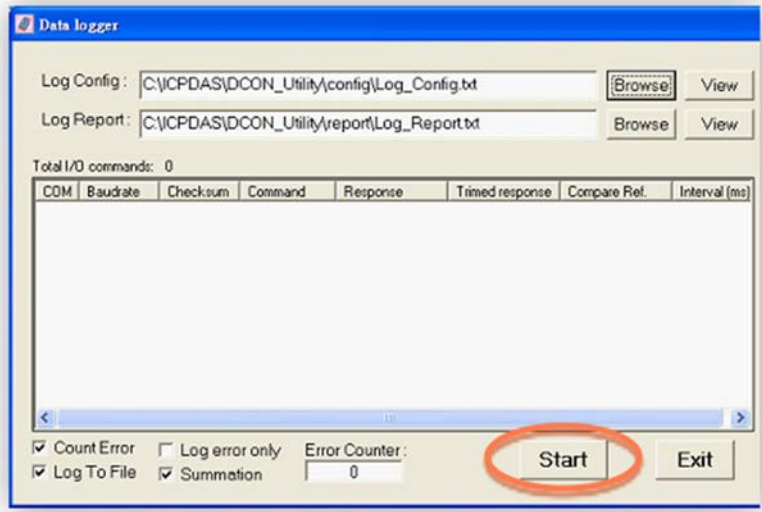 Data logger
Log Config : C:\ICPDAS\DCON_Utility\config\Log_Config.txt Browse View
Log Report : C:\ICPDAS\DCON_Utility\report\Log_Report.txt Browse View
Total I/O commands: 0
COM Baudrate Checksum Command Response Trimed response Compare Ref. Interval (ms)
Count Error Log error only Error Counter : Start Exit
Log To File Summation 0